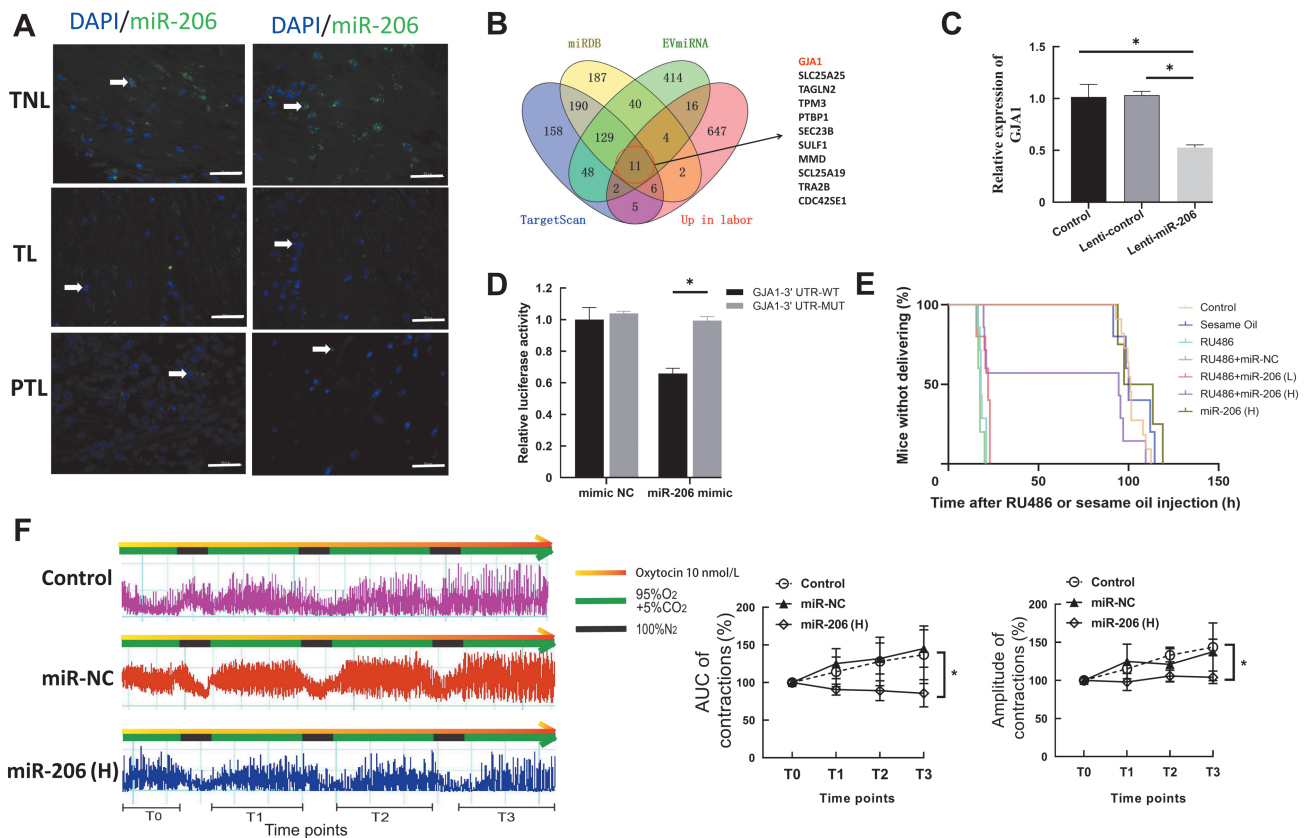 A
DAPI/miR-206
DAPI/miR-206
TNL
TL
PTL
B
miRDB
EVmiRNA
187
414
190
40
16
158
129
4
647
11
48
2
6
2
5
TargetScan
Up in labor
GJA1
SLC25A25
TAGLN2
TPM3
PTBP1
SEC23B
SULF1
MMD
SCL25A19
TRA2B
CDC42SE1
C
Relative expression of
GJA1
1.5
1.0
0.5
0.0
*
*
Control
Lenti-control
Lenti-miR-206
D
Relative luciferase activity
1.2
1.0
0.8
0.6
0.4
0.2
0
*
GJA1-3' UTR-WT
GJA1-3' UTR-MUT
mimic NC
miR-206 mimic
E
Mice withot delivering (%)
100
50
0
50
100
150
Time after RU486 or sesame oil injection (h)
Control
Sesame Oil
RU486
RU486+miR-NC
RU486+miR-206 (L)
RU486+miR-206 (H)
miR-206 (H)
F
Control
miR-NC
miR-206 (H)
T0
T1
T2
T3
Time points
Oxytocin 10 nmol/L
95%O2
+5%CO2
100%N2
AUC of
contractions (%)
200
150
100
50
0
Control
miR-NC
miR-206 (H)
*
T0
T1
T2
T3
Time points
Amplitude of
contractions (%)
200
150
100
50
0
Control
miR-NC
miR-206 (H)
*
T0
T1
T2
T3
Time points